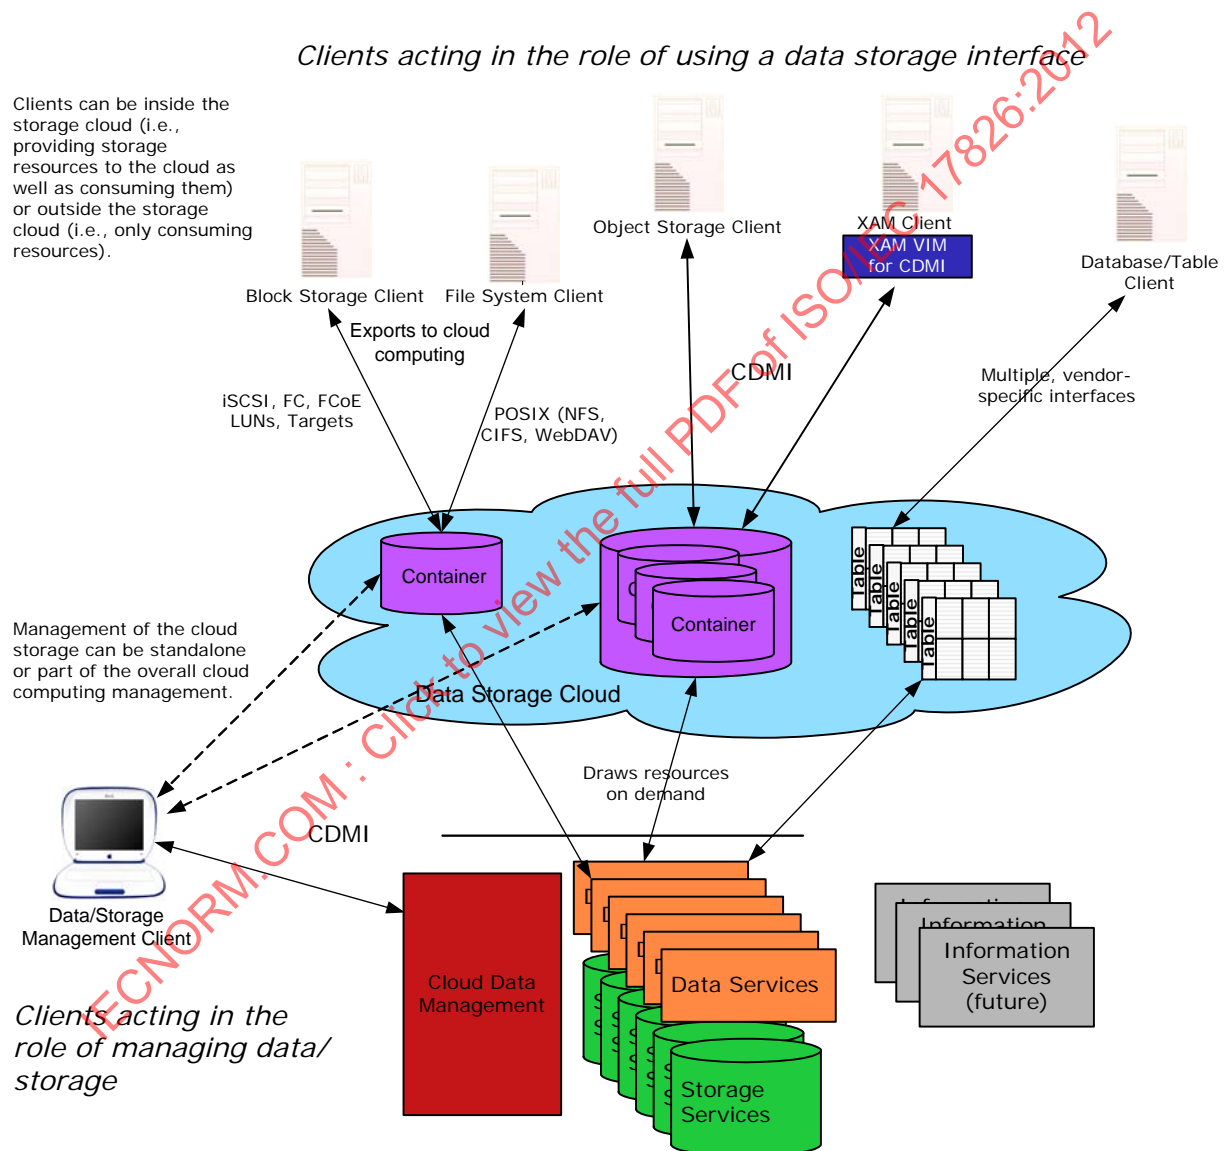 Clients acting in the role of using a data storage interface
Clients can be inside the
storage cloud (i.e.,
providing storage
resources to the cloud as
well as consuming them)
or outside the storage
cloud (i.e., only consuming
resources).
Block Storage Client
File System Client
Object Storage Client
XAM Client
XAM VIM
for CDMI
Database/Table
Client
Exports to cloud
computing
iSCSI, FC, FCoE
LUNs, Targets
POSIX (NFS,
CIFS, WebDAV)
CDMI
Multiple, vendor-
specific interfaces
Container
Container
Table
Table
Table
Table
Table
Data Storage Cloud
Management of the cloud
storage can be standalone
or part of the overall cloud
computing management.
Draws resources
on demand
CDMI
Data/Storage
Management Client
Clients acting in the
role of managing data/
storage
Cloud Data
Management
Data Services
Storage
Services
Information
Information
Information
Services
(future)
IECNORM.COM : Click to view the full PDF of ISO/IEC 17826:2012